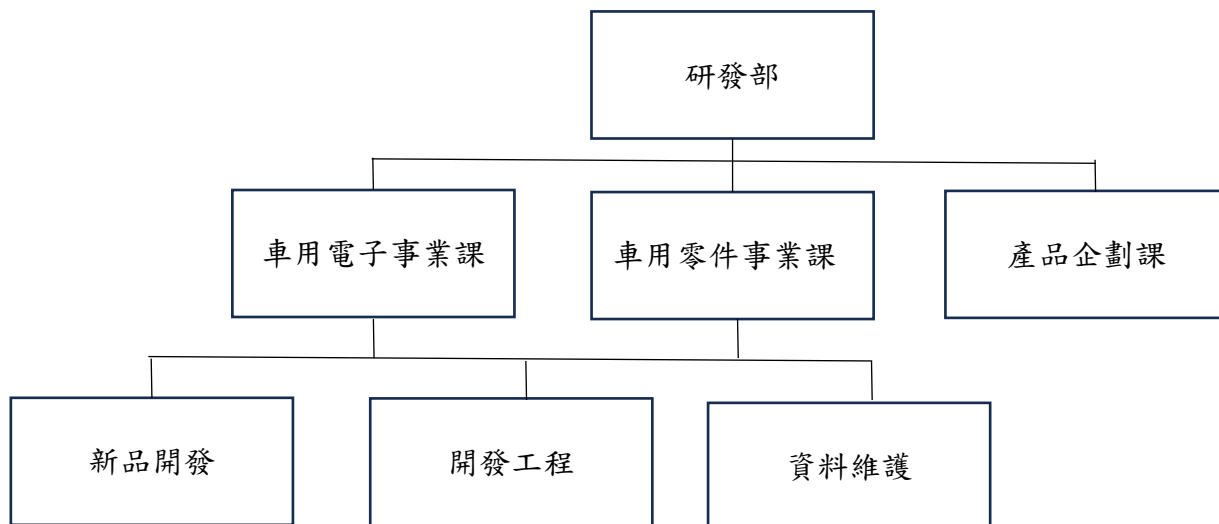 研發部
車用電子事業課
車用零件事業課
產品企劃課
新品開發
開發工程
資料維護